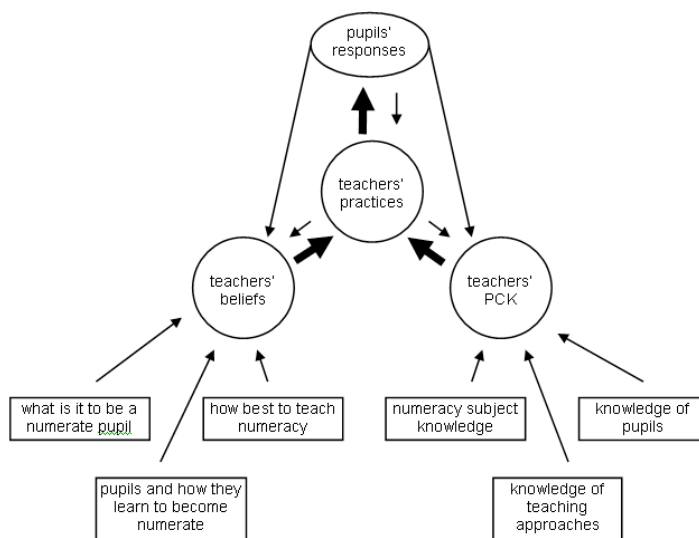 pupils'
responses
teachers'
practices
teachers'
beliefs
teachers'
PCK
what is it to be a
numerate pupil
how best to teach
numeracy
numeracy subject
knowledge
knowledge of
pupils
pupils and how they
learn to become
numerate
knowledge of
teaching
approaches